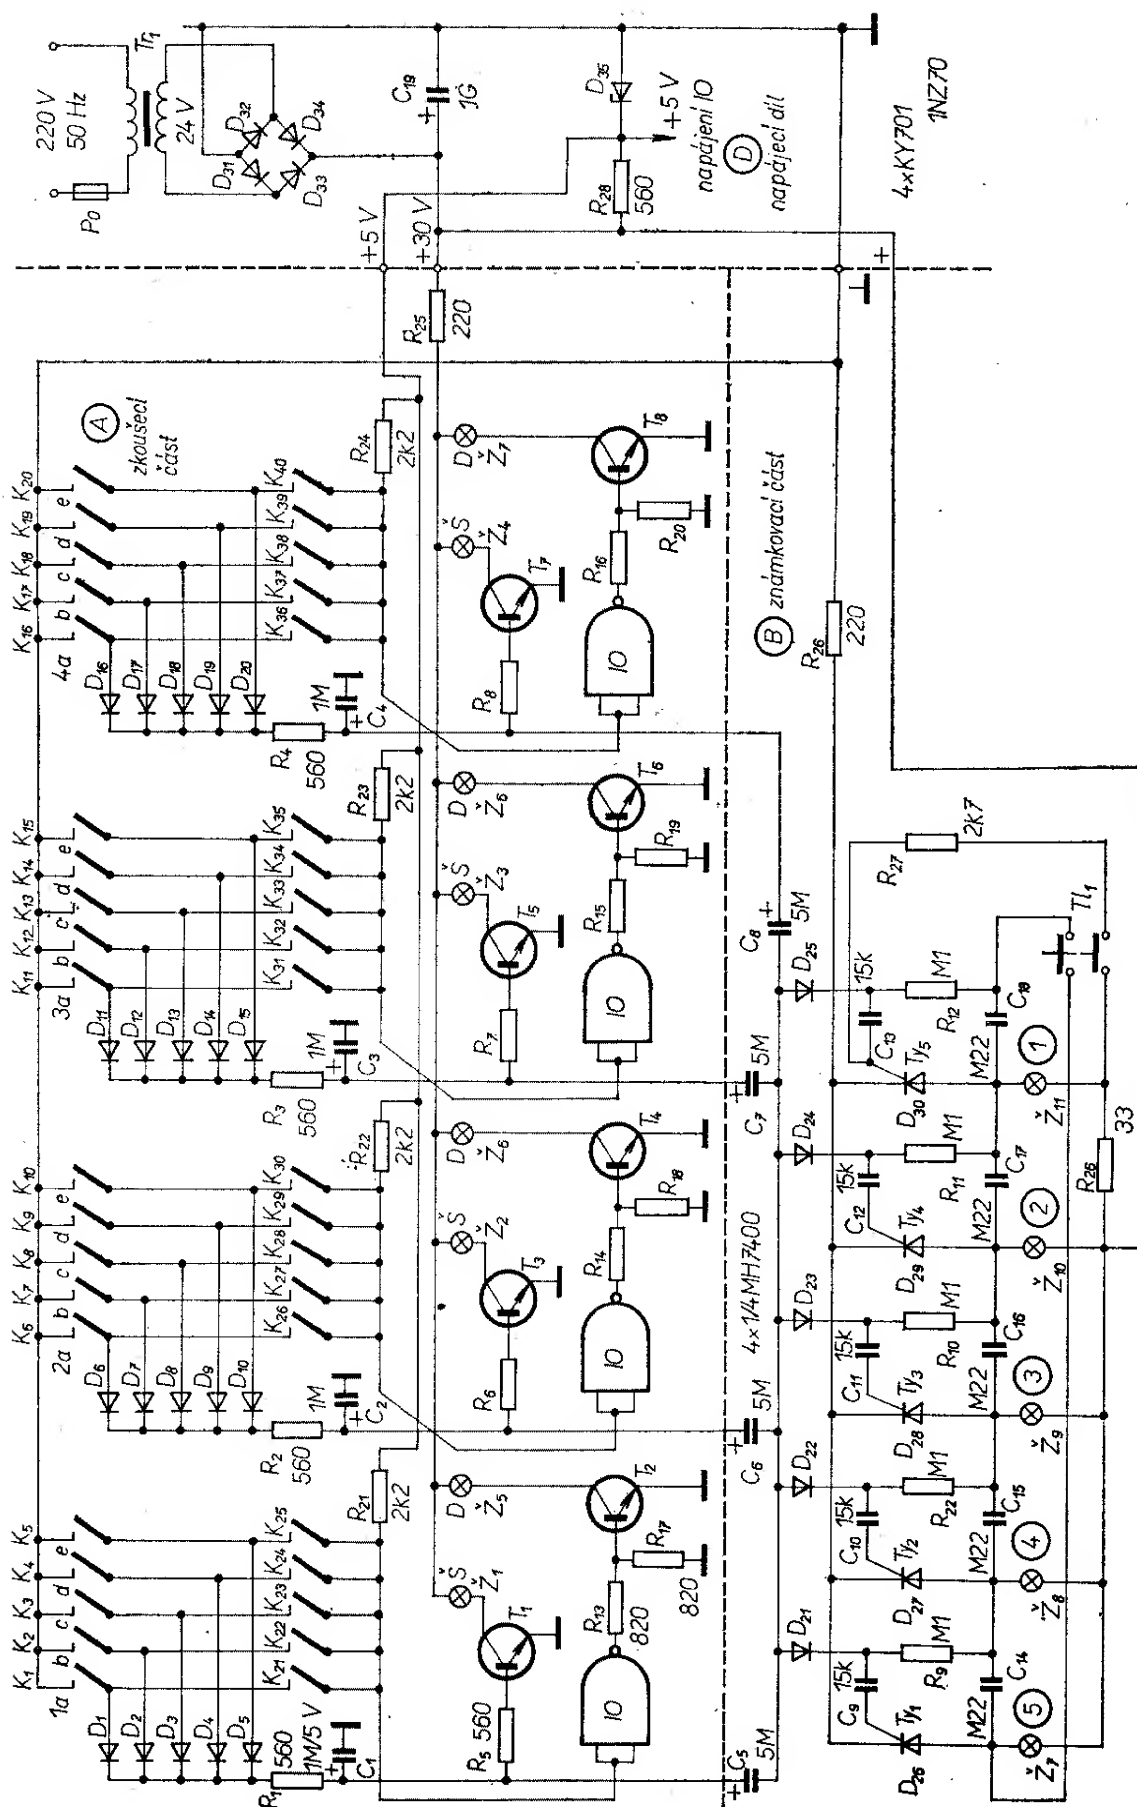 220 V
50 Hz
Po
Tr1
24 V
D31
D32
D33
D34
C19
1G
D35
+5 V
napájení IO
D
napájecí díl
R28
560
4xKY701
1NZ70
+5 V
+30 V
R25
220
+
A
zkoušecí
část
K16 K17 K18 K19 K20
4a b c d e
D16
D17
D18
D19
D20
K36 K37 K38 K39 K40
R24
2k2
R4
560
1M
C4
Š
Ž4
D
Ž7
T7
T8
R8
R16
R20
IO
K11 K12 K13 K14 K15
3a b c d e
D11
D12
D13
D14
D15
K31 K32 K33 K34 K35
R23
2k2
R3
560
1M
C3
Š
Ž3
D
Ž6
T5
T6
R7
R15
R19
IO
K6 K7 K8 K9 K10
2a b c d e
D6
D7
D8
D9
D10
K26 K27 K28 K29 K30
R22
2k2
R2
560
1M
C2
Š
Ž2
D
Ž6
T3
T4
R6
R14
R18
IO
K1 K2 K3 K4 K5
1a b c d e
D1
D2
D3
D4
D5
K21 K22 K23 K24 K25
R21
2k2
R1
560
1M/5 V
C1
Š
Ž1
D
Ž5
T1
T2
R5
560
R13
820
R17
820
IO
B
známkovací část
R26
220
C5
5M
C6
5M
C7
5M
C8
5M
4x1/4MH7400
D21
D22
D23
D24
D25
15k
C9
15k
C10
15k
C11
15k
C12
15k
C13
Ty1
D26
Ty2
D27
Ty3
D28
Ty4
D29
Ty5
D30
R9
M1
R22
M1
R10
M1
R11
M1
R12
M1
M22
C14
M22
C15
M22
C16
M22
C17
M22
C18
R27
2k7
Tl1
5
Ž7
4
Ž8
3
Ž9
2
Ž10
1
Ž11
R26
33